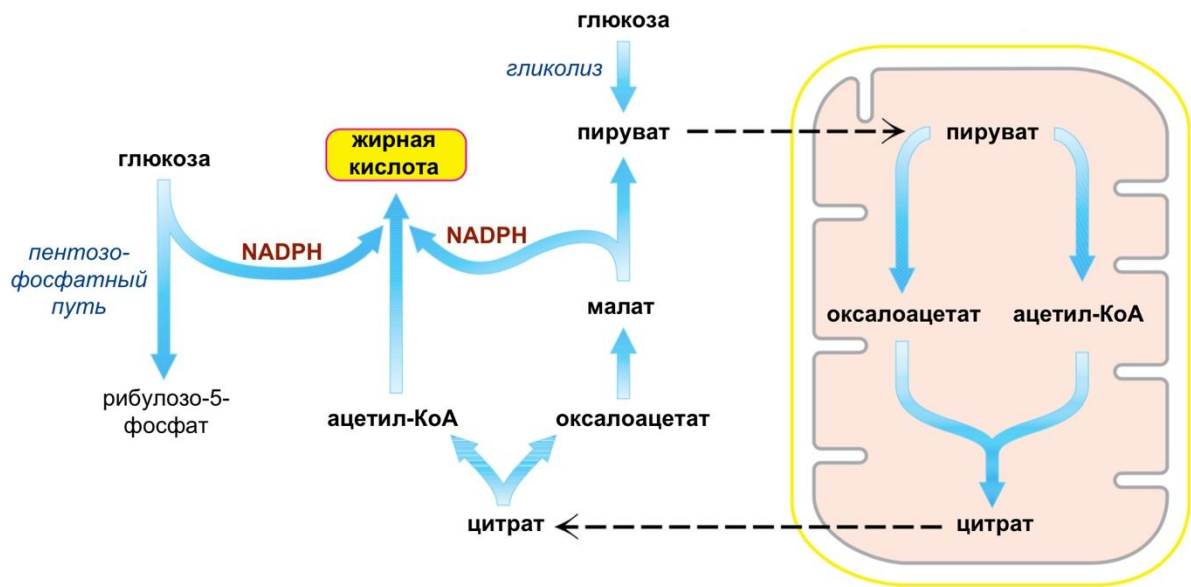 глюкоза
гликолиз
пируват
пируват
жирная
кислота
глюкоза
NADPH
NADPH
пентозо-
фосфатный
путь
малат
оксалоацетат
ацетил-КоА
рибулозо-5-
фосфат
ацетил-КоА
оксалоацетат
цитрат
цитрат